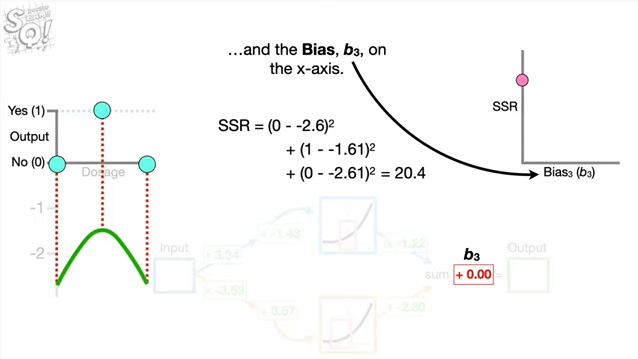 StatQuest!
…and the Bias, b₃, on
the x-axis.
SSR = (0 - -2.6)²
+ (1 - -1.61)²
+ (0 - -2.61)² = 20.4
SSR
Bias₃ (b₃)
Yes (1)
Output
No (0)
Dosage
-1
-2
Input
× 3.34
+ -1.43
× -1.22
× -3.53
+ 0.57
× -2.30
b₃
sum + 0.00 =
Output